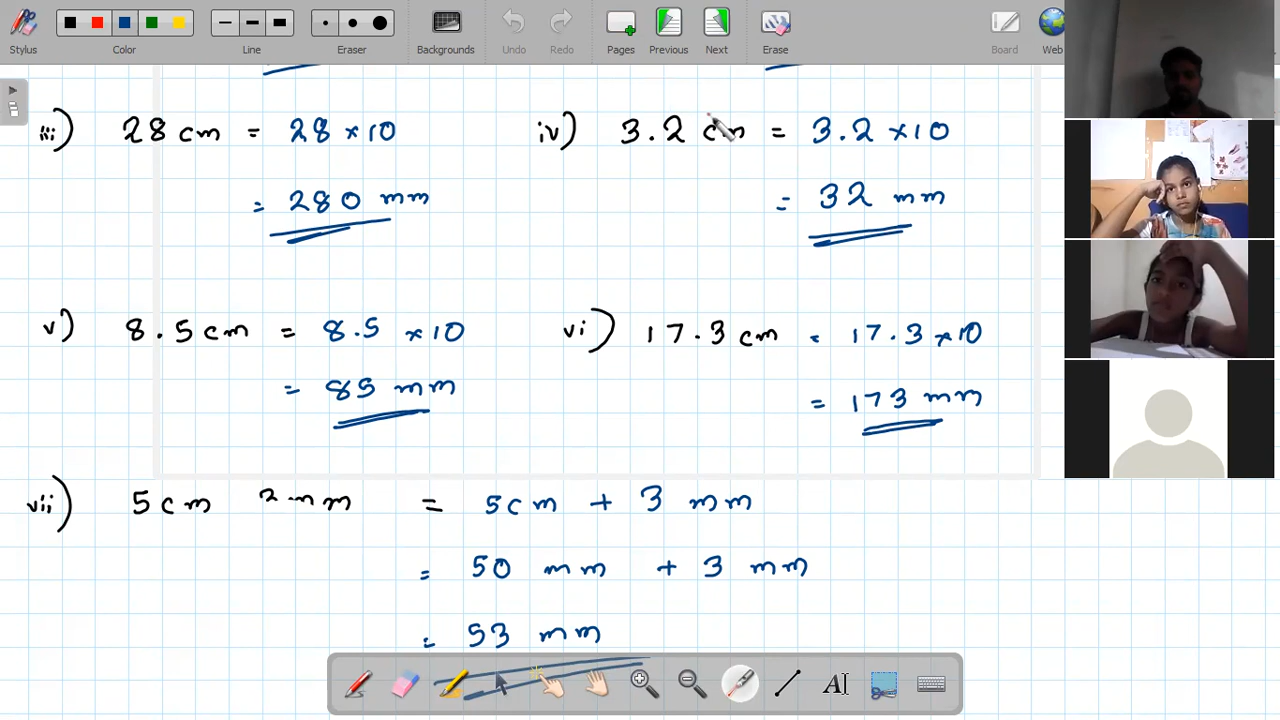 Stylus Color Line Eraser Backgrounds Undo Redo Pages Previous Next Erase Board Web
iii) 28 cm = 28 × 10
= 280 mm
iv) 3.2 cm = 3.2 × 10
= 32 mm
v) 8.5 cm = 8.5 × 10
= 85 mm
vi) 17.3 cm = 17.3 × 10
= 173 mm
vii) 5 cm mm = 5 cm + 3 mm
= 50 mm + 3 mm
= 53 mm